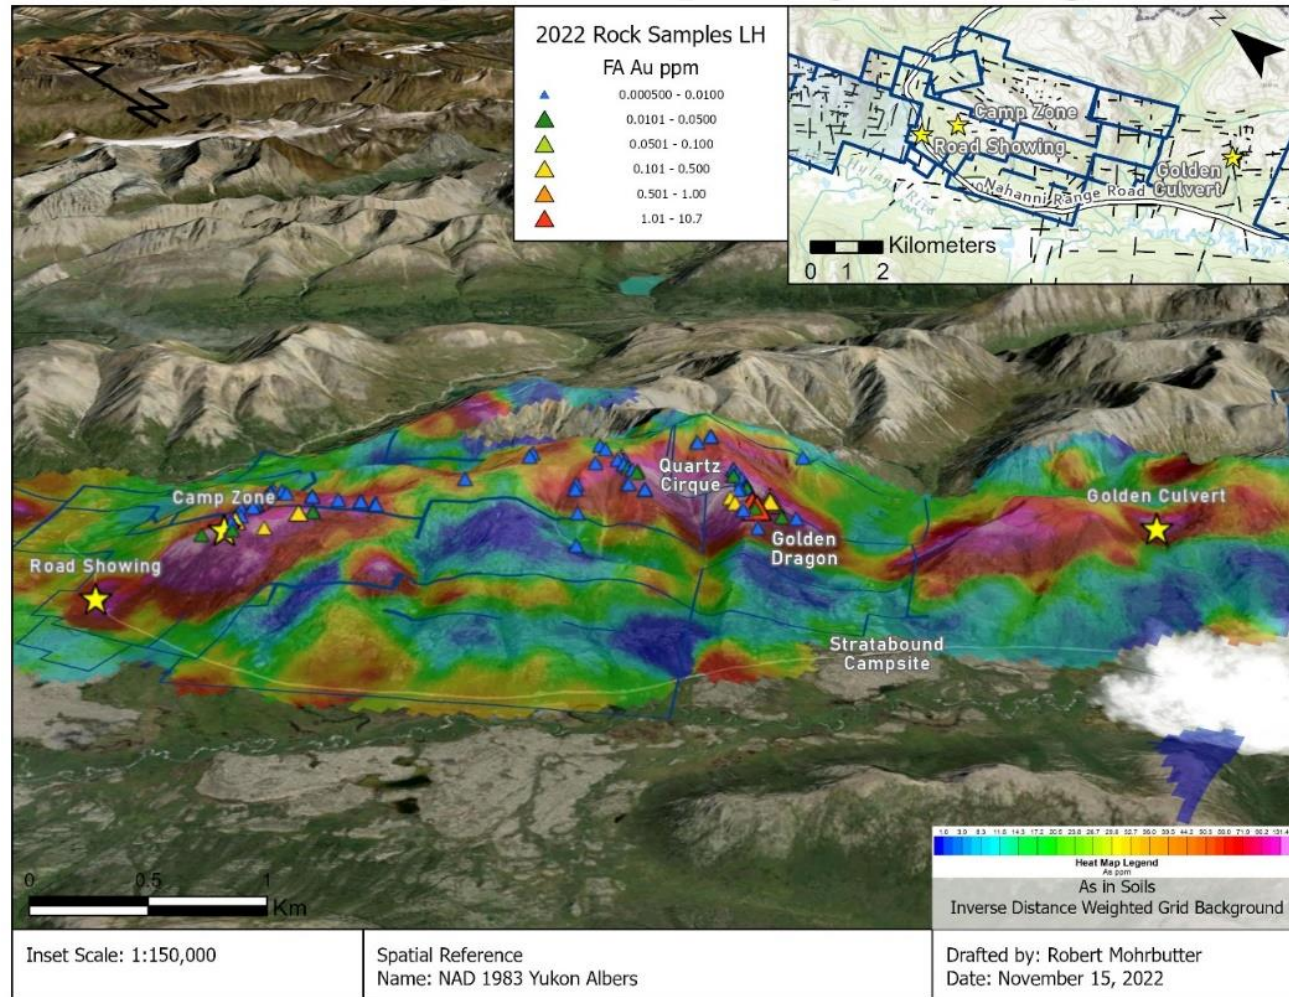 2022 Rock Samples LH
FA Au ppm
0.000500 - 0.0100
0.0101 - 0.0500
0.0501 - 0.100
0.101 - 0.500
0.501 - 1.00
1.01 - 10.7
N
Camp Zone
Road Showing
Golden
Culvert
Nahanni Range Road
Kilometers
0 1 2
Quartz
Cirque
Camp Zone
Golden Culvert
Golden
Dragon
Road Showing
Stratabound
Campsite
Heat Map Legend
As ppm
As in Soils
Inverse Distance Weighted Grid Background
0 0.5 1
Km
Inset Scale: 1:150,000
Spatial Reference
Name: NAD 1983 Yukon Albers
Drafted by: Robert Mohrbutter
Date: November 15, 2022